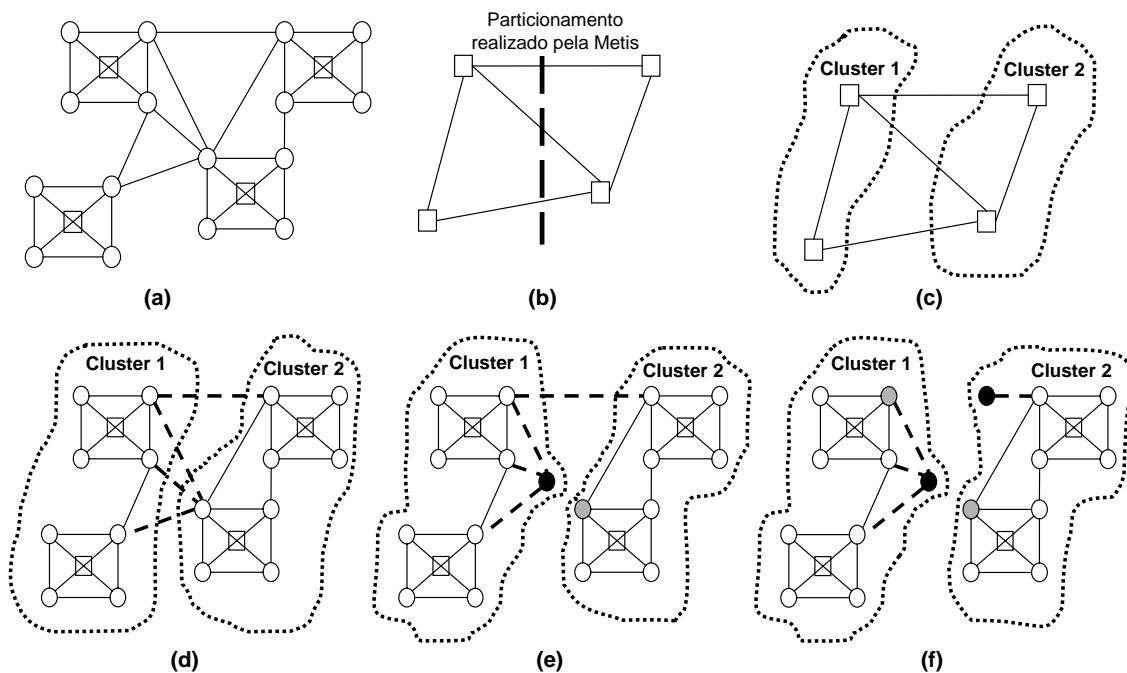 Particionamento
realizado pela Metis
Cluster 1
Cluster 2
(a)
(b)
(c)
Cluster 1
Cluster 2
Cluster 1
Cluster 2
Cluster 1
Cluster 2
(d)
(e)
(f)